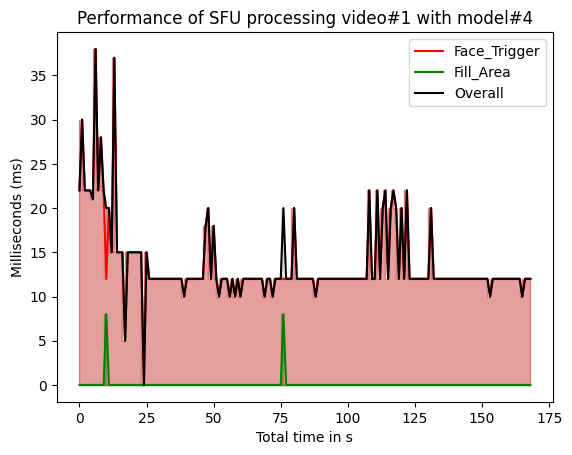 Performance of SFU processing video#1 with model#4
Face_Trigger
Fill_Area
Overall
Milliseconds (ms)
35
30
25
20
15
10
5
0
0 25 50 75 100 125 150 175
Total time in s